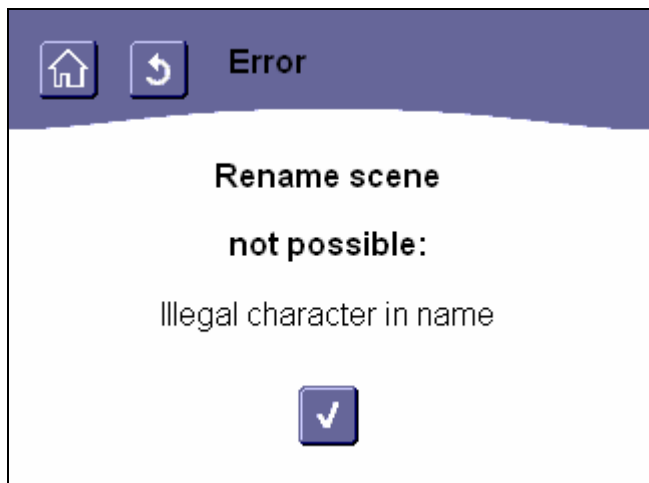 Error
Rename scene
not possible:
Illegal character in name